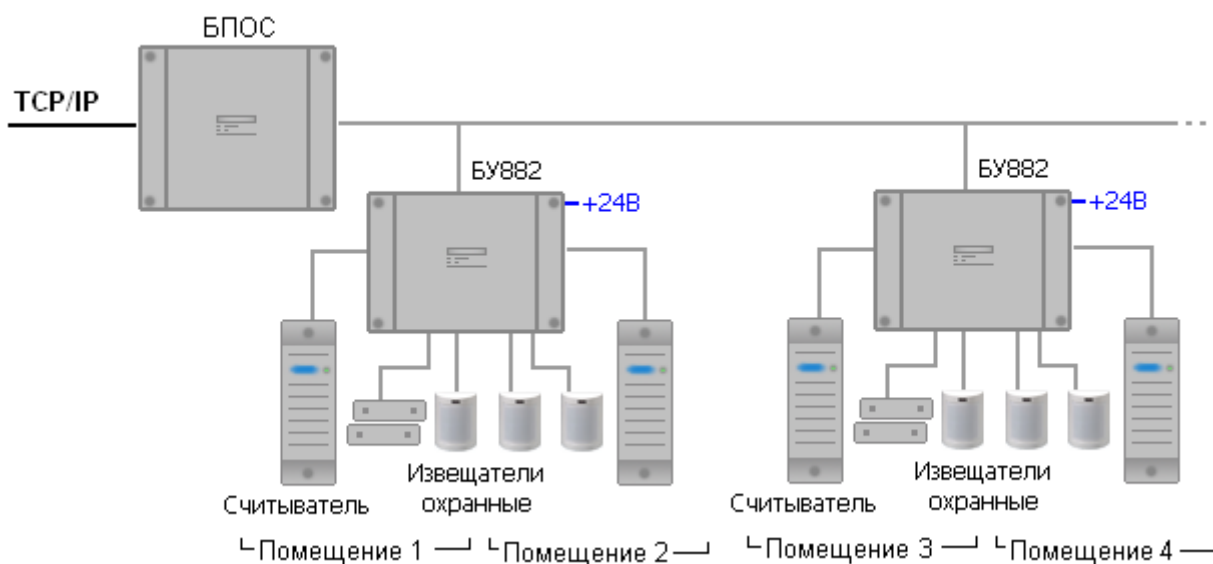 БПОС
TCP/IP
БУ882
+24В
БУ882
+24В
Извещатели
охранные
Считыватель
Извещатели
охранные
Считыватель
Помещение 1
Помещение 2
Помещение 3
Помещение 4